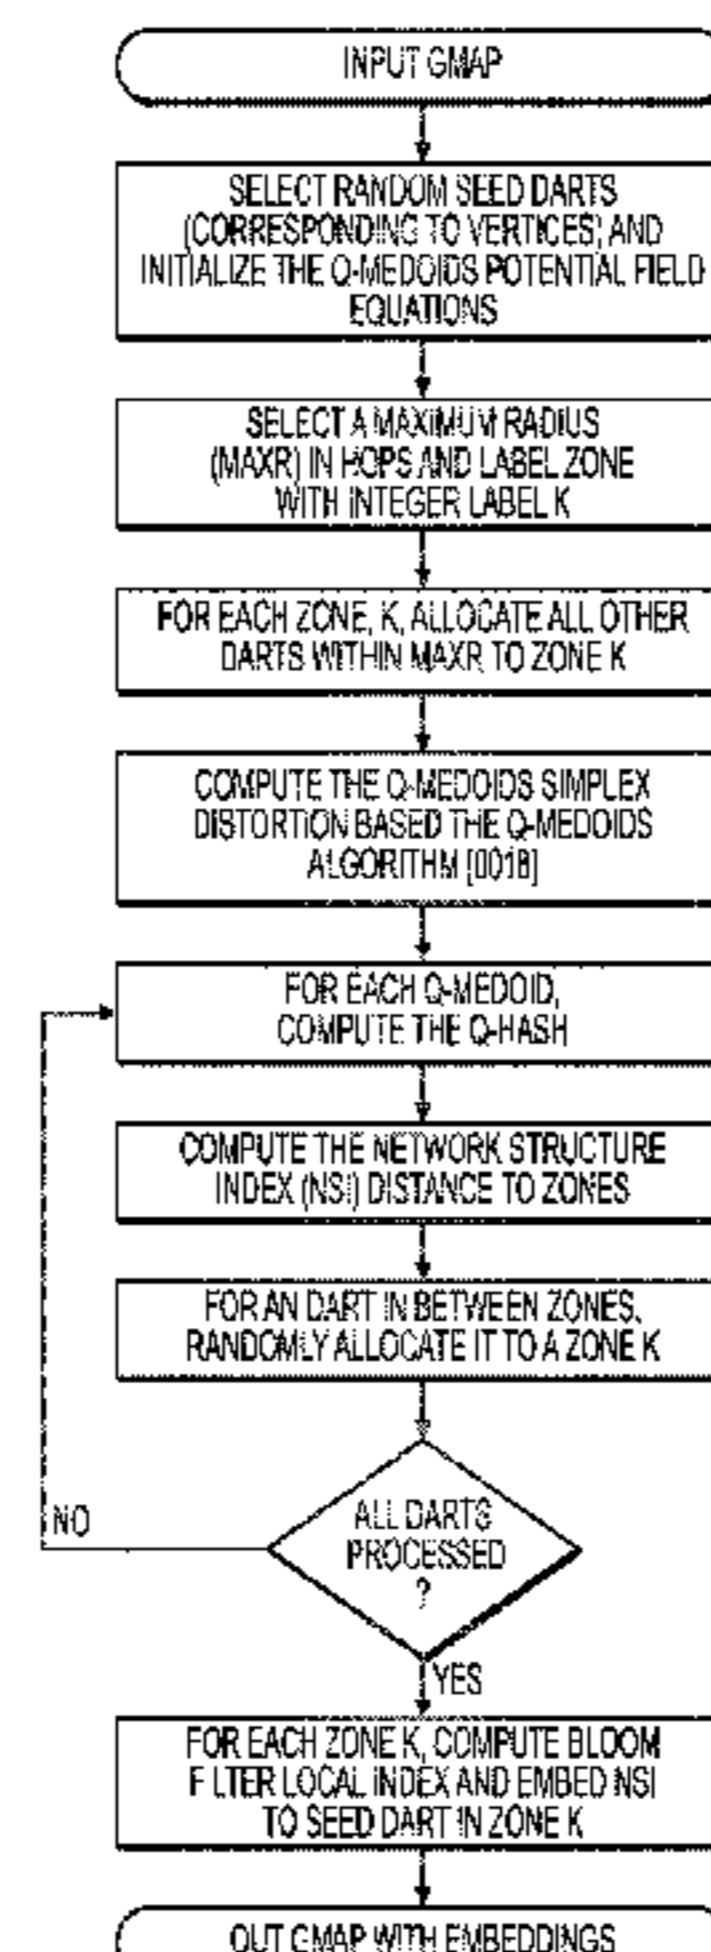 INPUT GMAP
SELECT RANDOM SEED DARTS
(CORRESPONDING TO VERTICES) AND
INITIALIZE THE Q-MEDOIDS POTENTIAL FIELD
EQUATIONS
SELECT A MAXIMUM RADIUS
(MAXR) IN HOPS AND LABEL ZONE
WITH INTEGER LABEL K
FOR EACH ZONE, K, ALLOCATE ALL OTHER
DARTS WITHIN MAXR TO ZONE K
COMPUTE THE Q-MEDOIDS SIMPLEX
DISTORTION BASED THE Q-MEDOIDS
ALGORITHM [0018]
FOR EACH Q-MEDOID,
COMPUTE THE Q-HASH
COMPUTE THE NETWORK STRUCTURE
INDEX (NSI) DISTANCE TO ZONES
FOR AN DART IN BETWEEN ZONES,
RANDOMLY ALLOCATE IT TO A ZONE K
ALL DARTS
PROCESSED
?
NO
YES
FOR EACH ZONE K, COMPUTE BLOOM
FILTER LOCAL INDEX AND EMBED NSI
TO SEED DART IN ZONE K
OUT GMAP WITH EMBEDDINGS